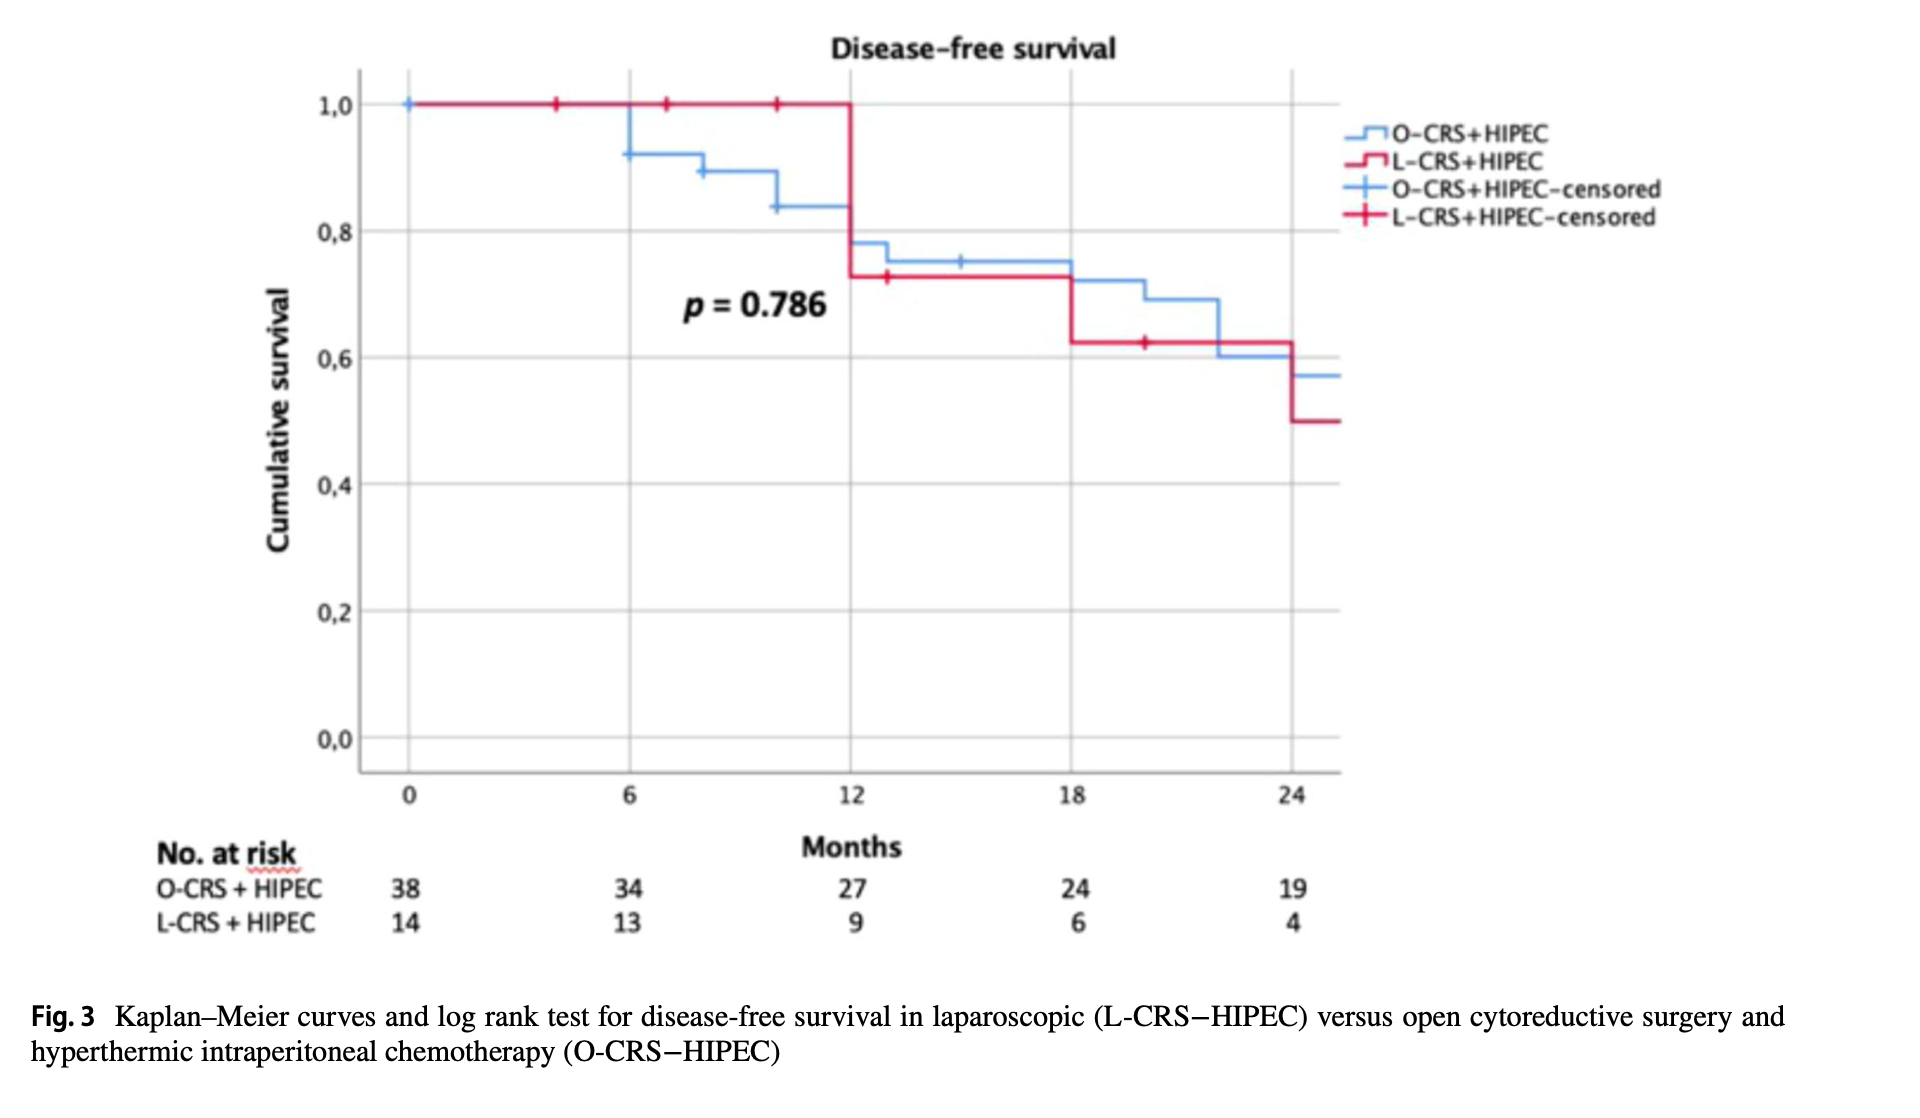 Disease-free survival
1,0
0,8
0,6
0,4
0,2
0,0
Cumulative survival
p = 0.786
O-CRS+HIPEC
L-CRS+HIPEC
O-CRS+HIPEC-censored
L-CRS+HIPEC-censored
0 6 12 18 24
Months
No. at risk
O-CRS + HIPEC 38 34 27 24 19
L-CRS + HIPEC 14 13 9 6 4
Fig. 3 Kaplan–Meier curves and log rank test for disease-free survival in laparoscopic (L-CRS–HIPEC) versus open cytoreductive surgery and
hyperthermic intraperitoneal chemotherapy (O-CRS–HIPEC)